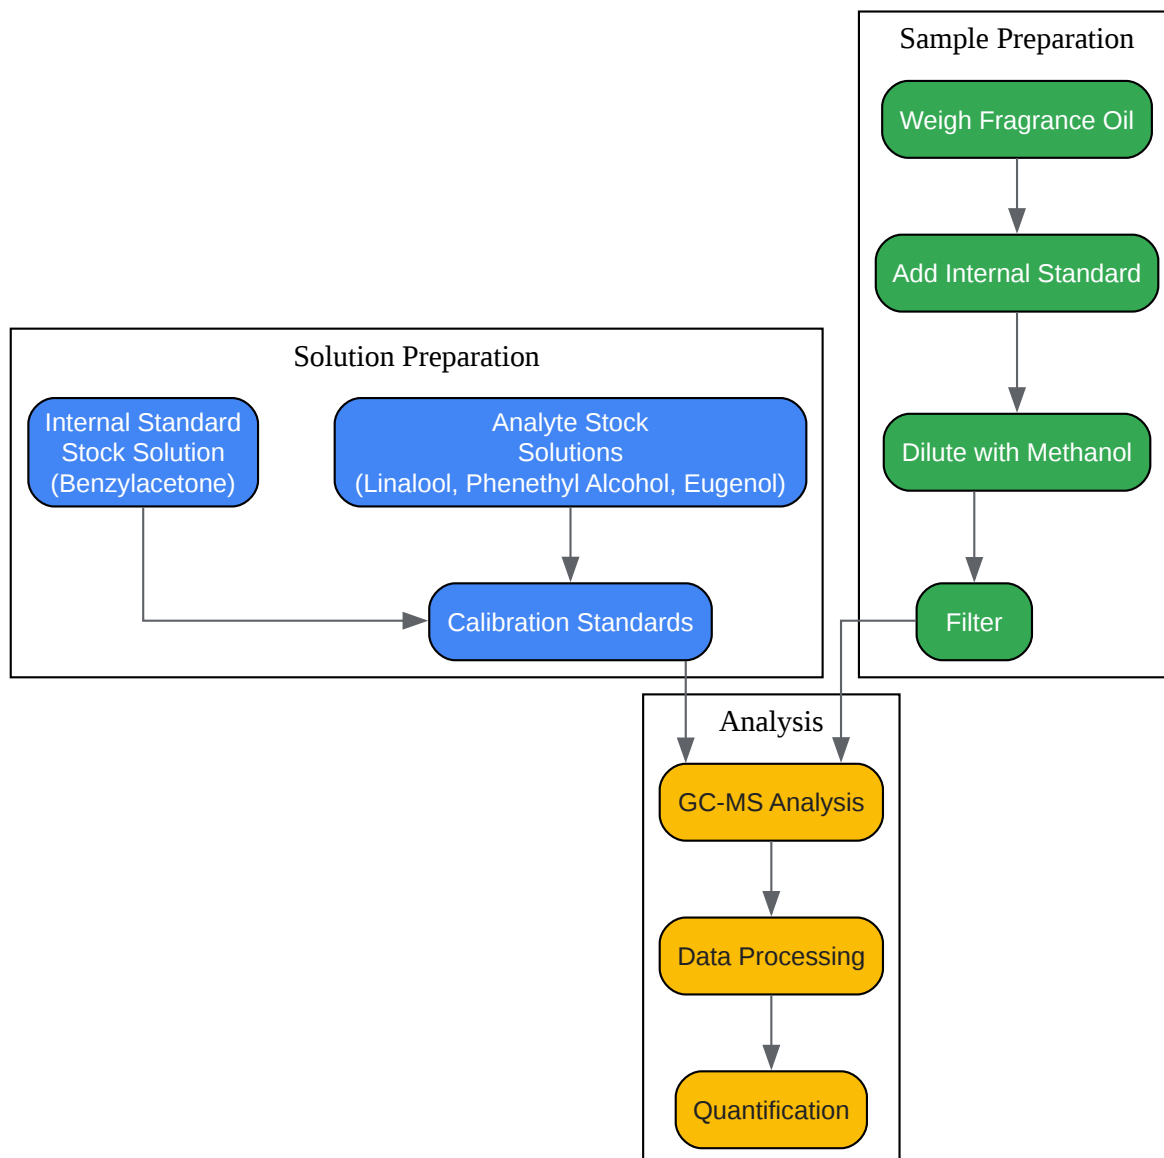 Sample Preparation
Weigh Fragrance Oil
Add Internal Standard
Dilute with Methanol
Filter
Solution Preparation
Internal Standard
Stock Solution
(Benzylacetone)
Analyte Stock
Solutions
(Linalool, Phenethyl Alcohol, Eugenol)
Calibration Standards
Analysis
GC-MS Analysis
Data Processing
Quantification